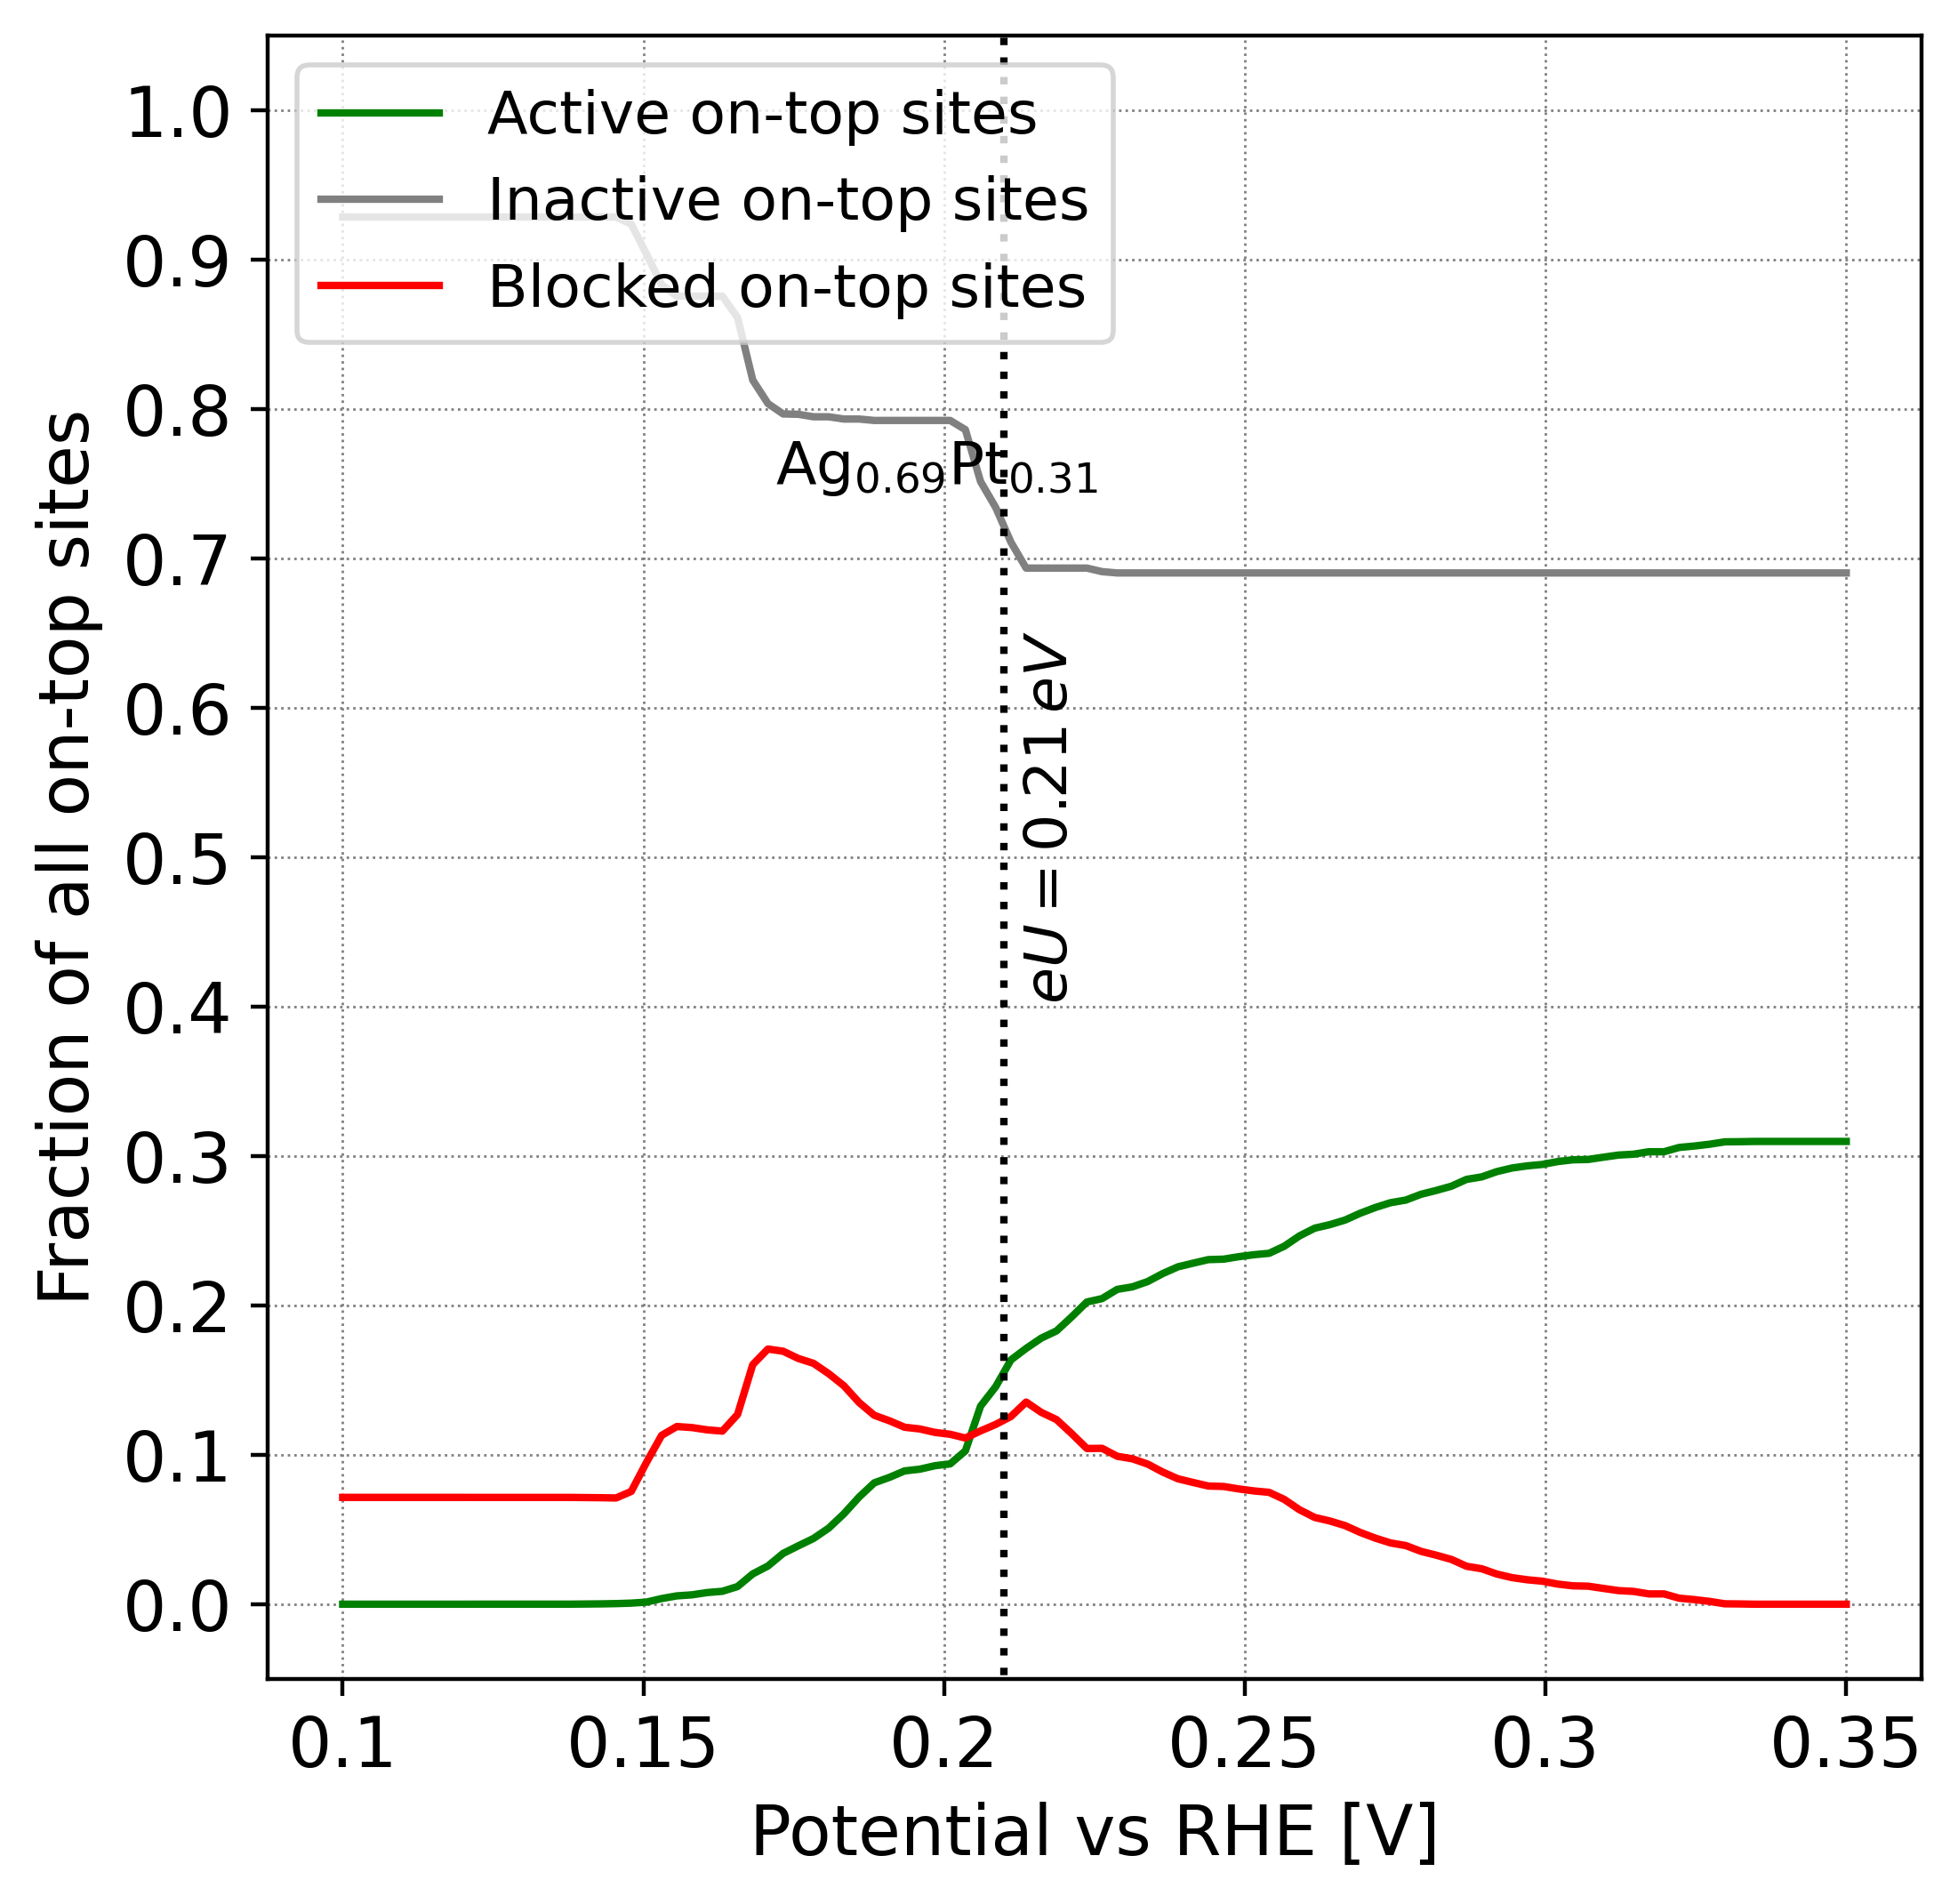 Active on-top sites
Inactive on-top sites
Blocked on-top sites
Ag₀.₆₉Pt₀.₃₁
eU = 0.21 eV
Fraction of all on-top sites
1.0
0.9
0.8
0.7
0.6
0.5
0.4
0.3
0.2
0.1
0.0
0.1 0.15 0.2 0.25 0.3 0.35
Potential vs RHE [V]